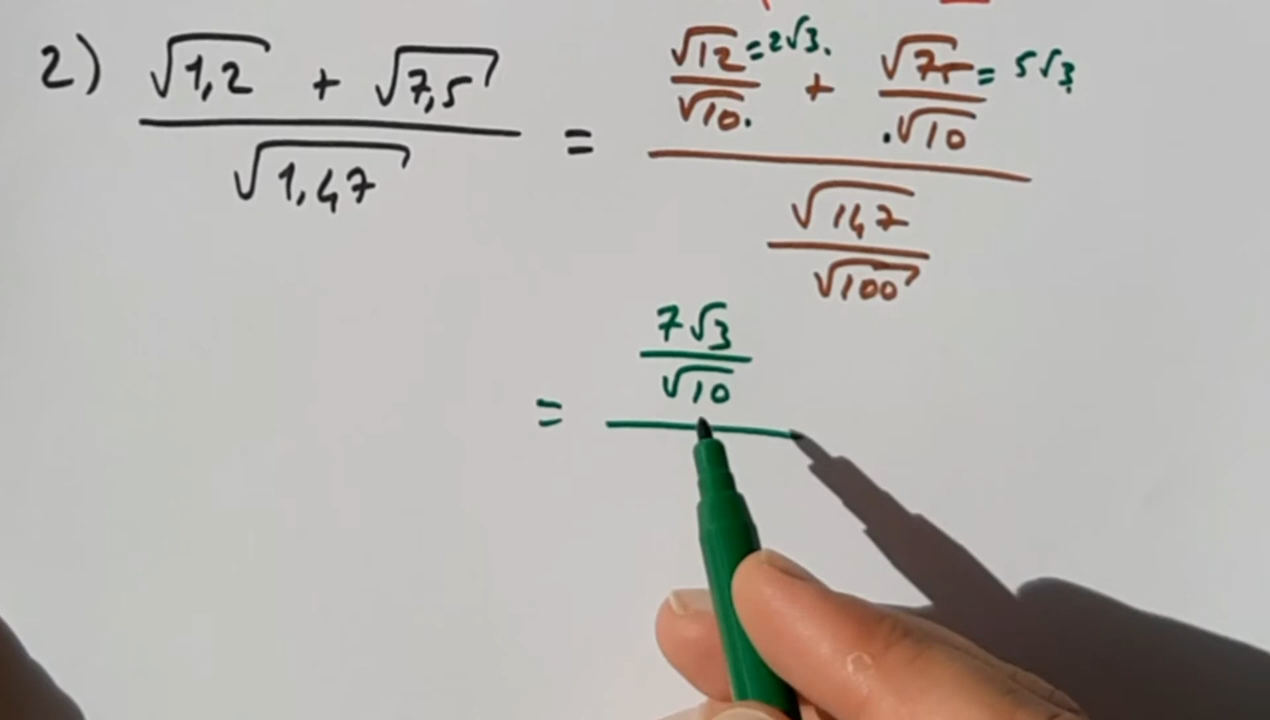 2) (√1,2 + √7,5) / √1,47 = (√12/√10 + √75/√10) / (√147/√100)
=2√3. = 5√3
= (7√3/√10) /